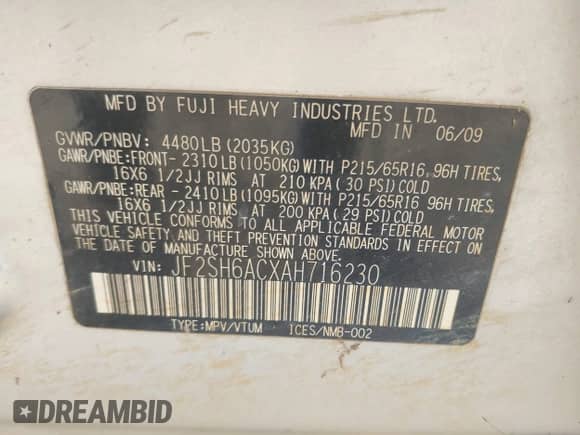 MFD BY FUJI HEAVY INDUSTRIES LTD.
MFD IN 06/09
GVWR/PNBV: 4480LB (2035KG)
GAWR/PNBE:FRONT- 2310LB (1050KG) WITH P215/65R16 96H TIRES,
16X6 1/2JJ RIMS AT 210 KPA (30 PSI) COLD
GAWR/PNBE:REAR - 2410LB (1095KG) WITH P215/65R16 96H TIRES,
16X6 1/2JJ RIMS AT 200 KPA (29 PSI) COLD
THIS VEHICLE CONFORMS TO ALL APPLICABLE FEDERAL MOTOR
VEHICLE SAFETY AND THEFT PREVENTION STANDARDS IN EFFECT ON
THE DATE OF MANUFACTURE SHOWN ABOVE.
VIN: JF2SH6ACXAH716230
TYPE:MPV/VTUM ICES/NMB-002
DREAMBID